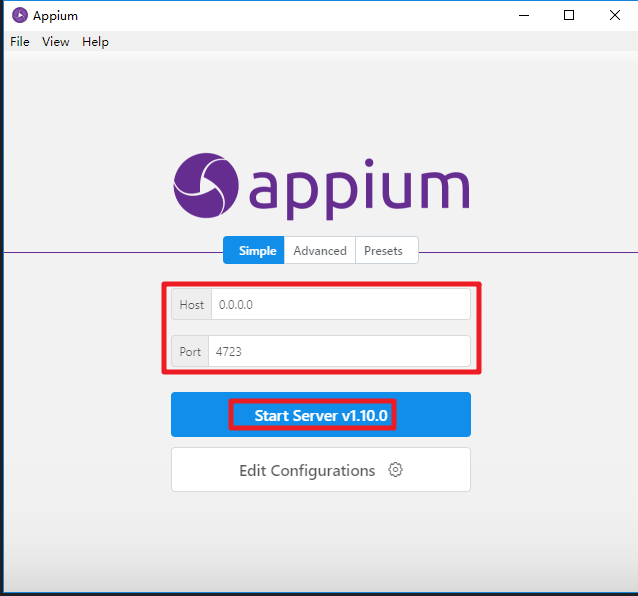 Appium
File View Help
appium
Simple Advanced Presets
Host 0.0.0.0
Port 4723
Start Server v1.10.0
Edit Configurations